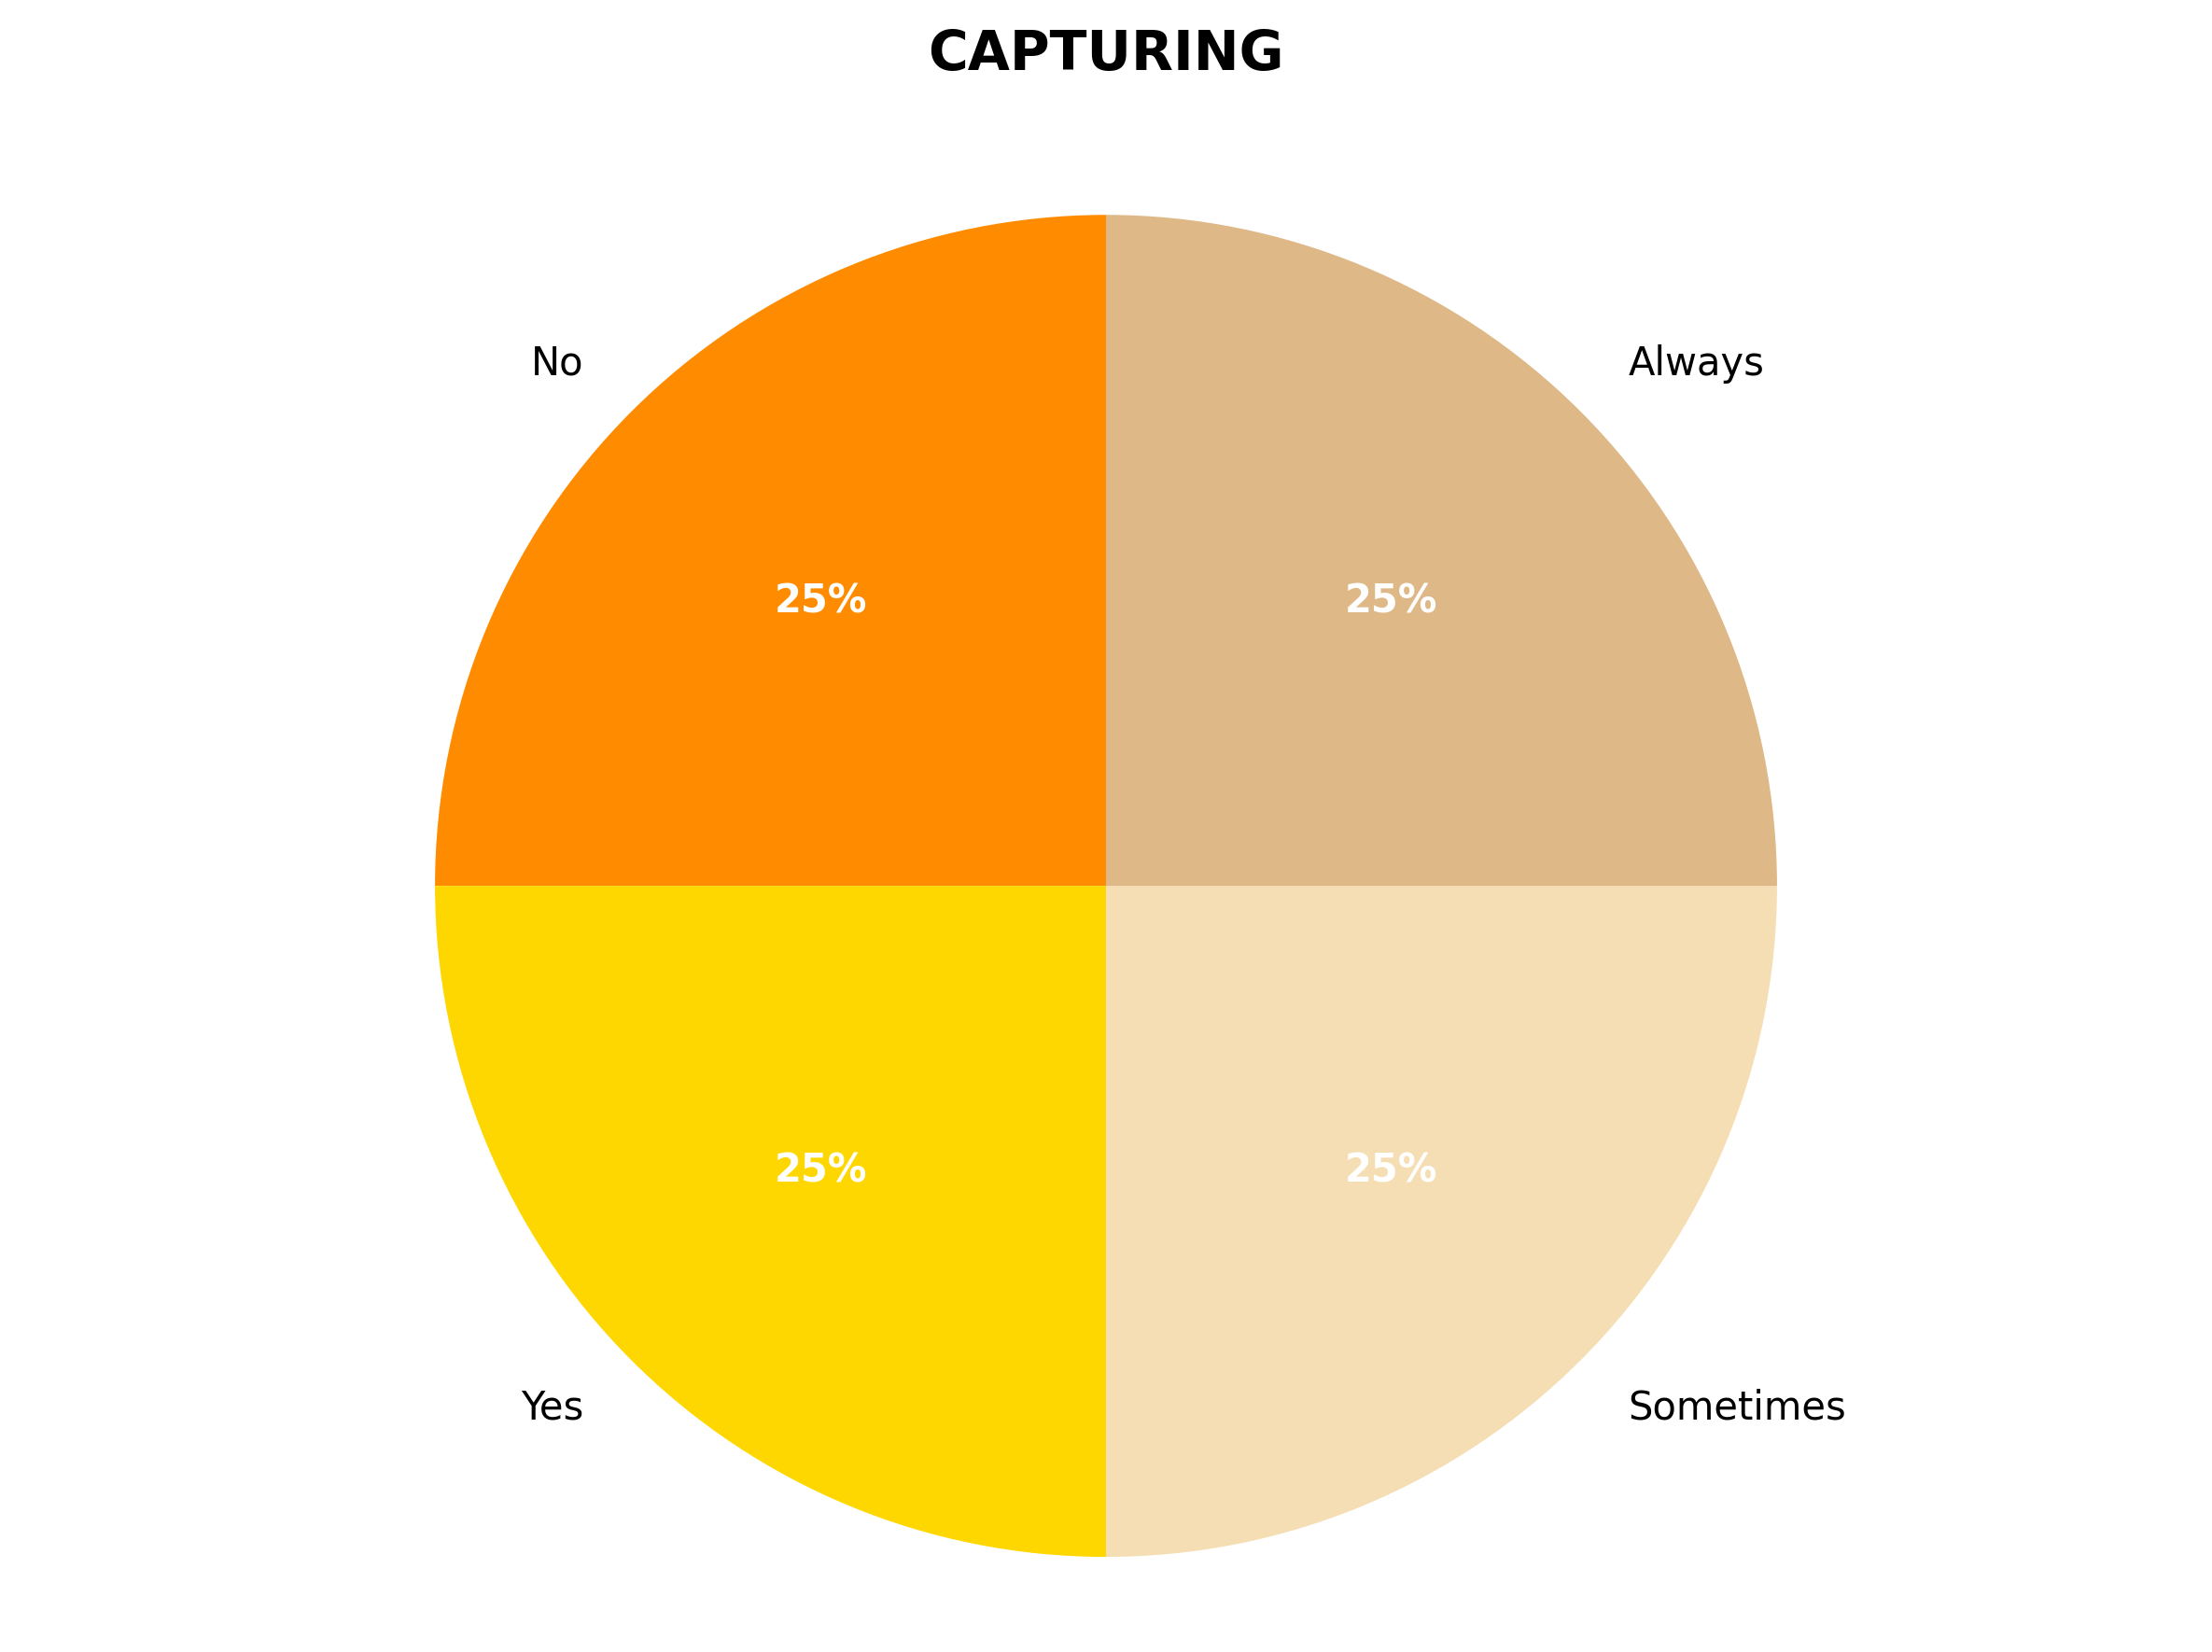 CAPTURING
No
Always
25%
25%
25%
25%
Yes
Sometimes